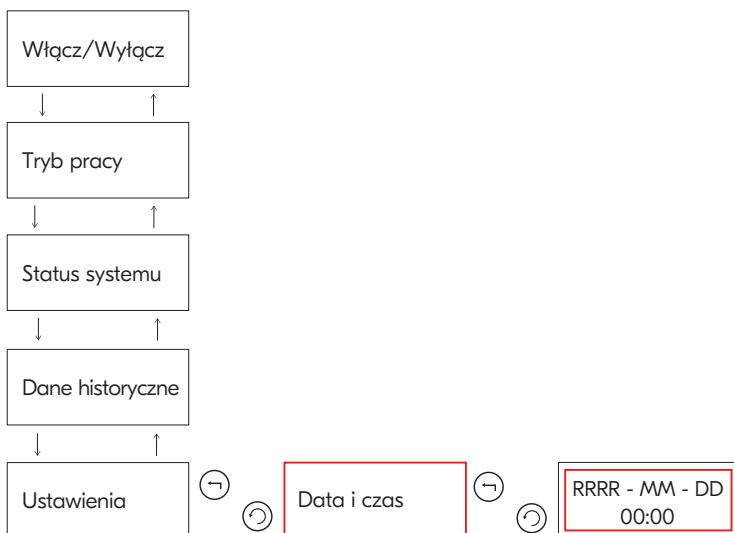 Włącz/Wyłącz
Tryb pracy
Status systemu
Dane historyczne
Ustawienia
Data i czas
RRRR - MM - DD
00:00